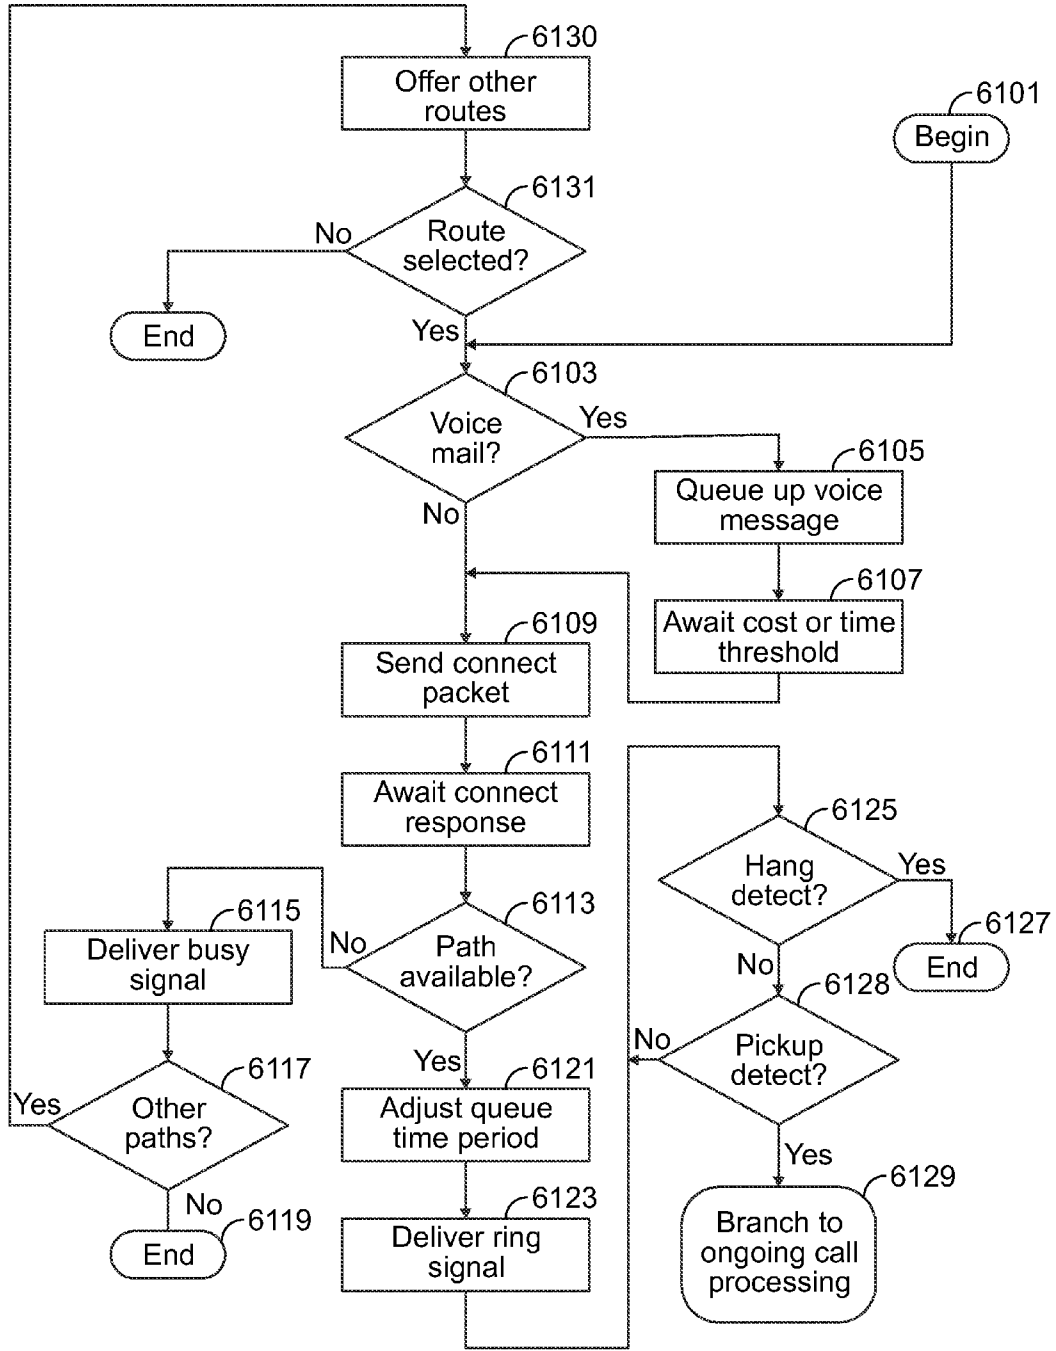 6130
Offer other
routes
6101
Begin
6131
Route
selected?
No
End
Yes
6103
Voice
mail?
Yes
No
6105
Queue up voice
message
6107
Await cost or time
threshold
6109
Send connect
packet
6111
Await connect
response
6113
Path
available?
No
Yes
6115
Deliver busy
signal
6117
Other
paths?
Yes
No
6119
End
6121
Adjust queue
time period
6123
Deliver ring
signal
6125
Hang
detect?
Yes
6127
End
No
6128
Pickup
detect?
No
Yes
6129
Branch to
ongoing call
processing